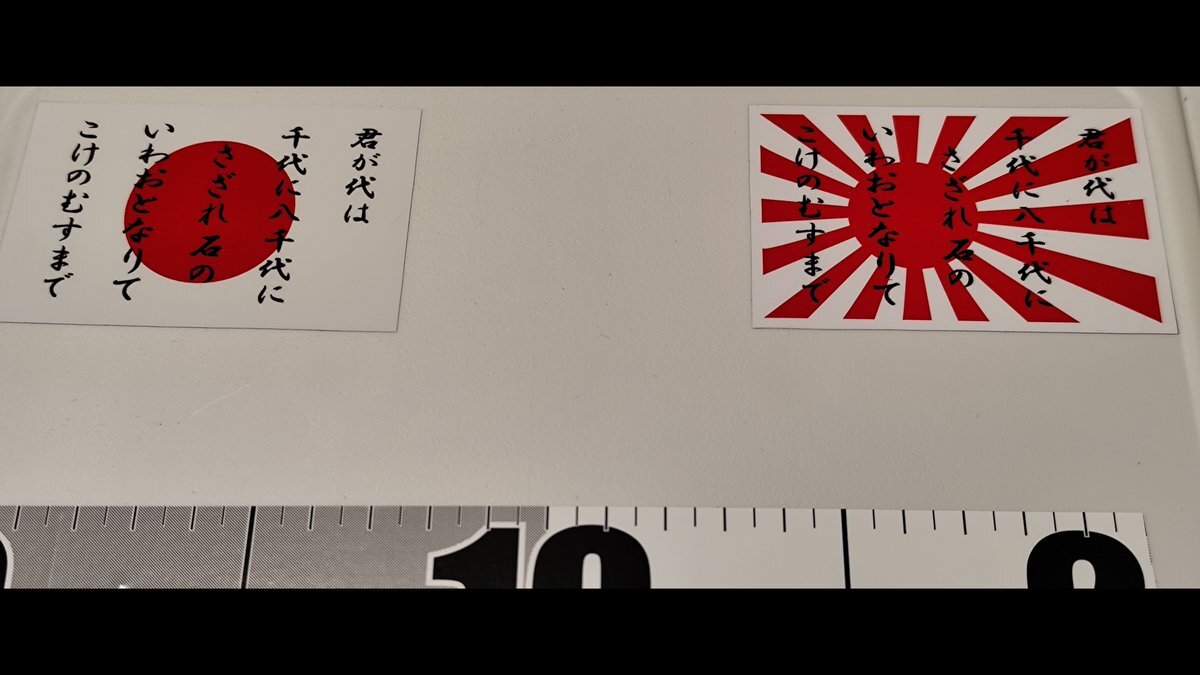 君が代は
千代に八千代に
さざれ石の
いわおとなりて
こけのむすまで
君が代は
千代に八千代に
さざれ石の
いわおとなりて
こけのむすまで
10